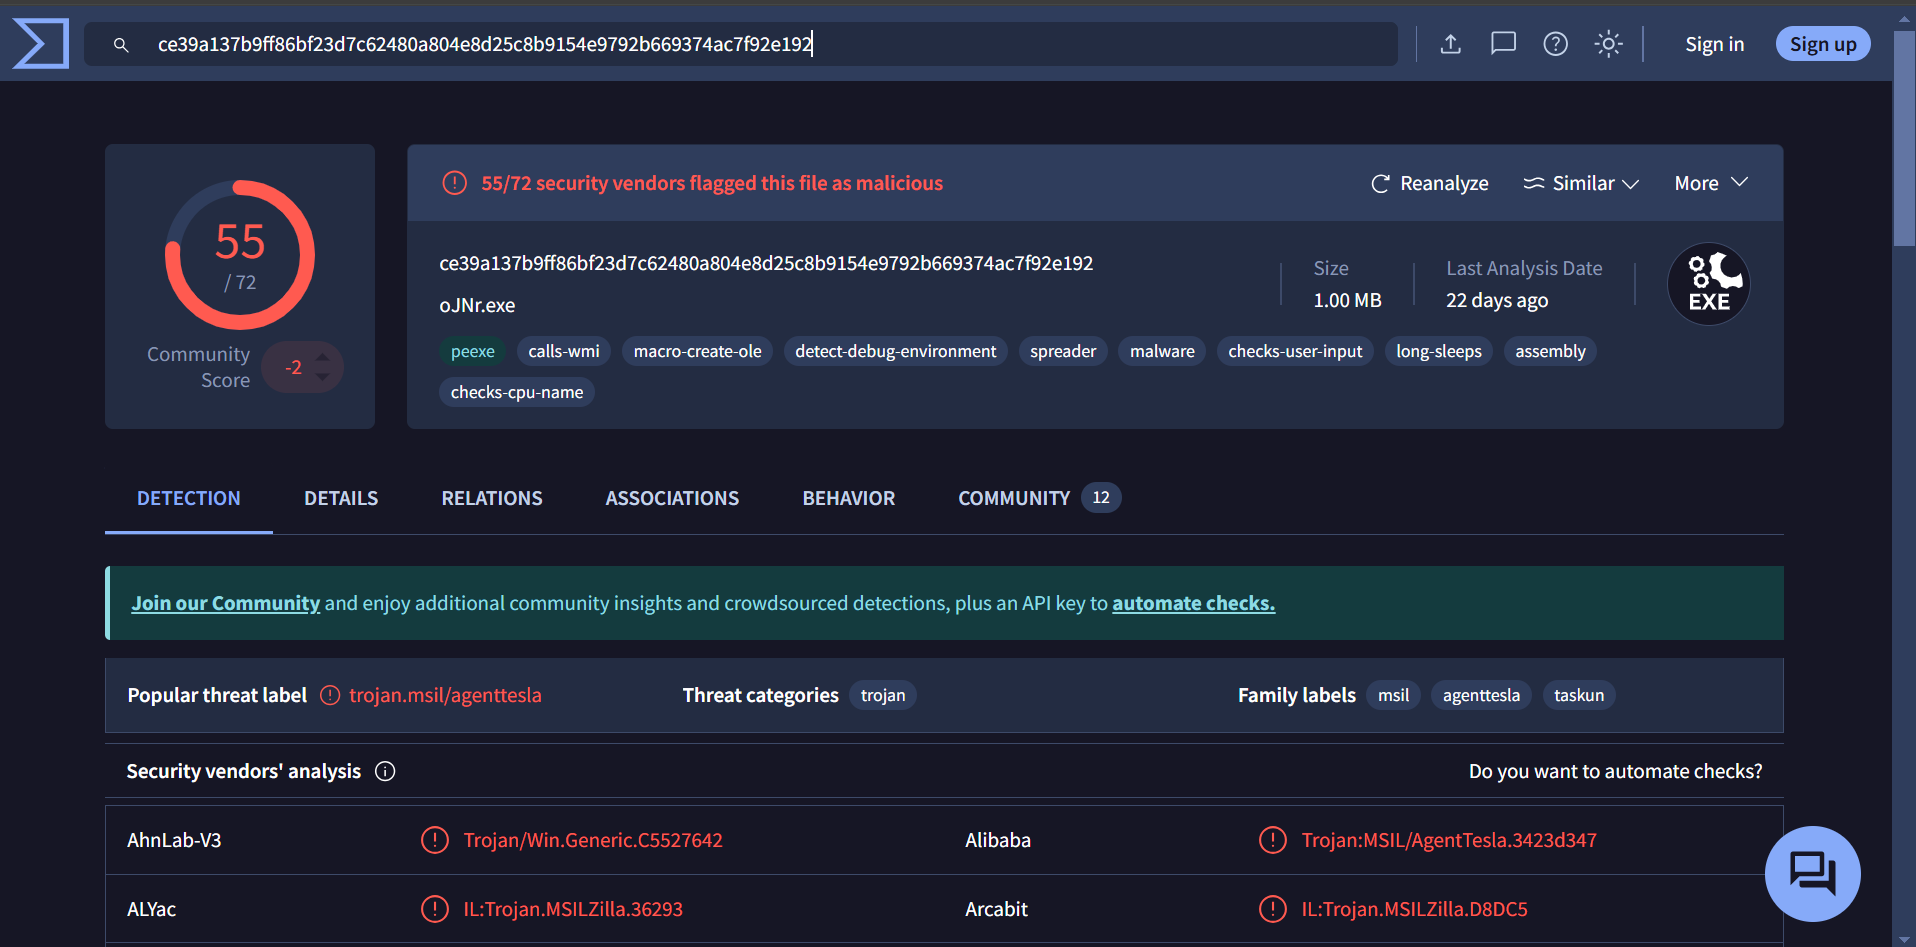 ce39a137b9ff86bf23d7c62480a804e8d25c8b9154e9792b669374ac7f92e192
Sign in
Sign up
55
/ 72
Community Score
-2
55/72 security vendors flagged this file as malicious
Reanalyze
Similar
More
ce39a137b9ff86bf23d7c62480a804e8d25c8b9154e9792b669374ac7f92e192
oJNr.exe
Size
1.00 MB
Last Analysis Date
22 days ago
EXE
peexe calls-wmi macro-create-ole detect-debug-environment spreader malware checks-user-input long-sleeps assembly
checks-cpu-name
DETECTION DETAILS RELATIONS ASSOCIATIONS BEHAVIOR COMMUNITY 12
Join our Community and enjoy additional community insights and crowdsourced detections, plus an API key to automate checks.
Popular threat label trojan.msil/agenttesla Threat categories trojan Family labels msil agenttesla taskun
Security vendors' analysis Do you want to automate checks?
AhnLab-V3 Trojan/Win.Generic.C5527642 Alibaba Trojan:MSIL/AgentTesla.3423d347
ALYac IL:Trojan.MSILZilla.36293 Arcabit IL:Trojan.MSILZilla.D8DC5